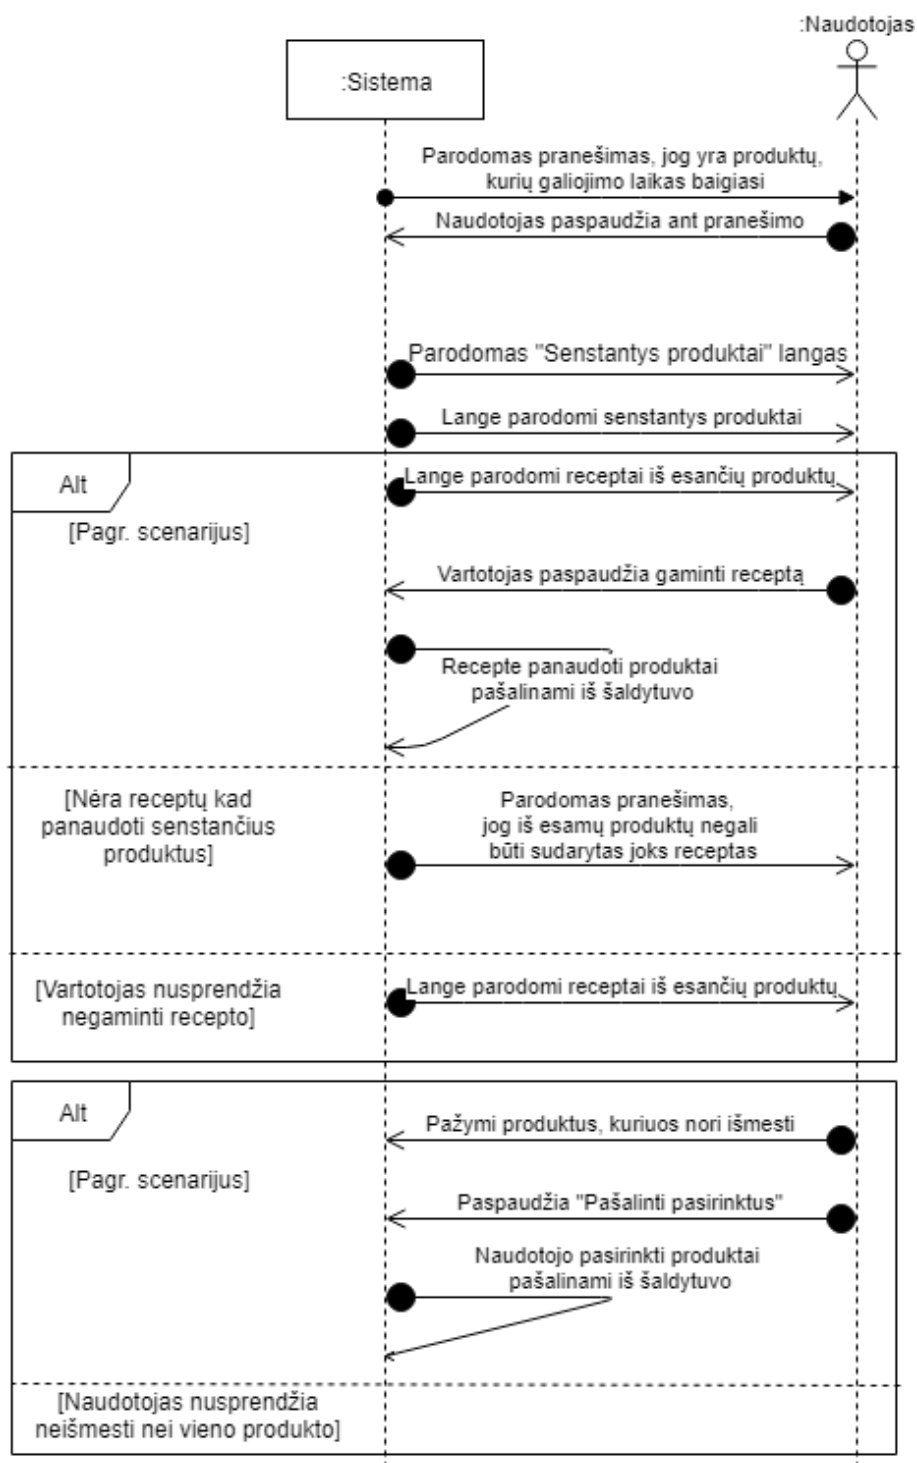 :Naudotojas
:Sistema
Parodomas pranešimas, jog yra produktų,
kurių galiojimo laikas baigiasi
Naudotojas paspaudžia ant pranešimo
Parodomas "Senstantys produktai" langas
Lange parodomi senstantys produktai
Alt
Lange parodomi receptai iš esančių produktų
[Pagr. scenarijus]
Vartotojas paspaudžia gaminti receptą
Recepte panaudoti produktai
pašalinami iš šaldytuvo
[Nėra receptų kad
panaudoti senstančius
produktus]
Parodomas pranešimas,
jog iš esamų produktų negali
būti sudarytas joks receptas
[Vartotojas nusprendžia
negaminti recepto]
Lange parodomi receptai iš esančių produktų
Alt
Pažymi produktus, kuriuos nori išmesti
[Pagr. scenarijus]
Paspaudžia "Pašalinti pasirinktus"
Naudotojo pasirinkti produktai
pašalinami iš šaldytuvo
[Naudotojas nusprendžia
neišmesti nei vieno produkto]